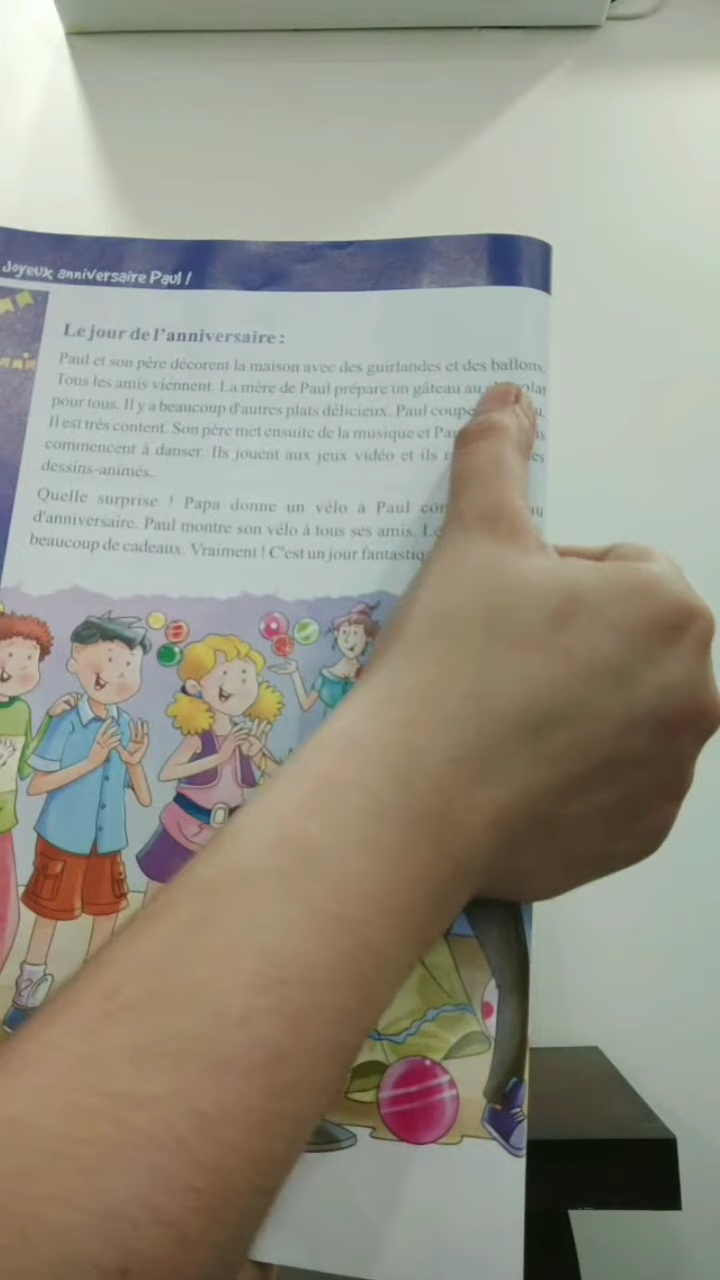 Joyeux anniversaire Paul !
Le jour de l'anniversaire :
Paul et son père décorent la maison avec des guirlandes et des ballons.
Tous les amis viennent. La mère de Paul prépare un gâteau au
pour tous. Il y a beaucoup d'autres plats délicieux. Paul coupe
Il est très content. Son père met ensuite de la musique et
commencent à danser. Ils jouent aux jeux vidéo et ils
dessins-animés.
Quelle surprise ! Papa donne un vélo à Paul
d'anniversaire. Paul montre son vélo à tous ses amis.
beaucoup de cadeaux. Vraiment ! C'est un jour